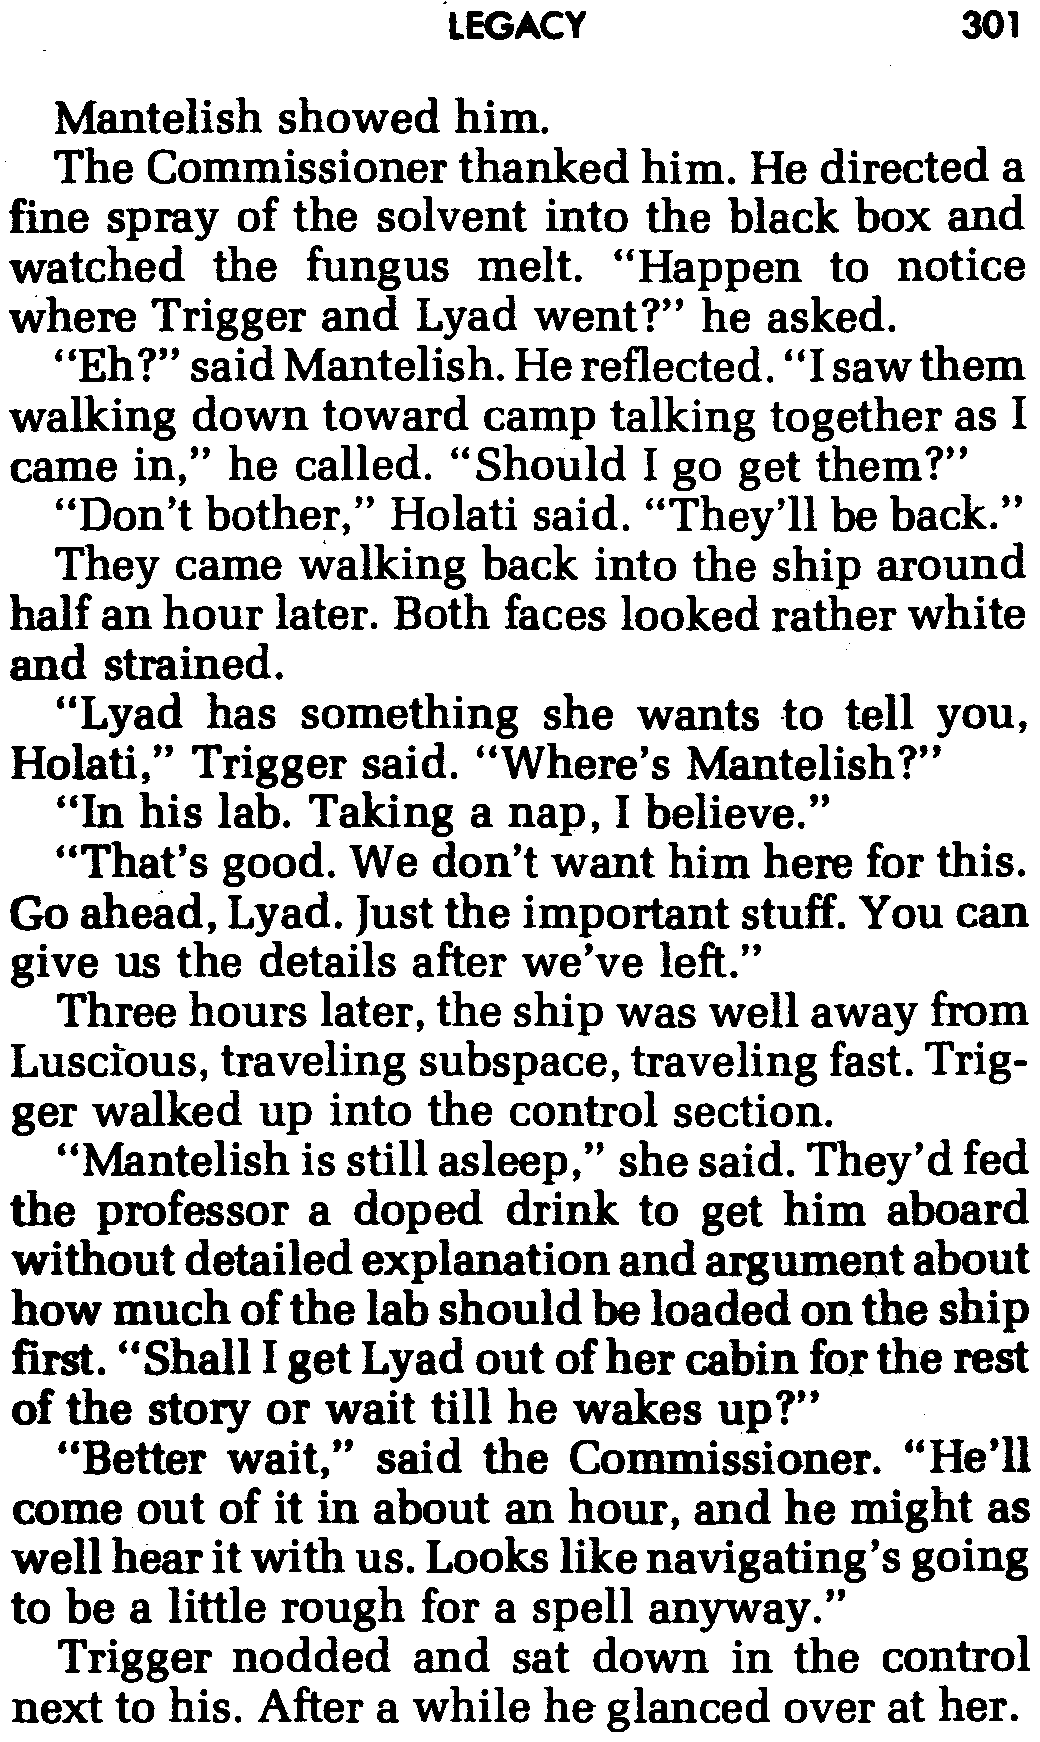 LEGACY 301
Mantelish showed him.
The Commissioner thanked him. He directed a
fine spray of the solvent into the black box and
watched the fungus melt. “Happen to notice
where Trigger and Lyad went?” he asked.
“Eh?” said Mantelish. He reflected. “I saw them
walking down toward camp talking together as I
came in,” he called. “Should I go get them?”
“Don’t bother,” Holati said. “They’ll be back.”
They came walking back into the ship around
half an hour later. Both faces looked rather white
and strained.
“Lyad has something she wants to tell you,
Holati,” Trigger said. “Where’s Mantelish?”
“In his lab. Taking a nap, I believe.”
“That’s good. We don’t want him here for this.
Go ahead, Lyad. Just the important stuff. You can
give us the details after we’ve left.”
Three hours later, the ship was well away from
Luscious, traveling subspace, traveling fast. Trig-
ger walked up into the control section.
“Mantelish is still asleep,” she said. They’d fed
the professor a doped drink to get him aboard
without detailed explanation and argument about
how much of the lab should be loaded on the ship
first. “Shall I get Lyad out of her cabin for the rest
of the story or wait till he wakes up?”
“Better wait,” said the Commissioner. “He’ll
come out of it in about an hour, and he might as
well hear it with us. Looks like navigating’s going
to be a little rough for a spell anyway.”
Trigger nodded and sat down in the control
next to his. After a while he glanced over at her.